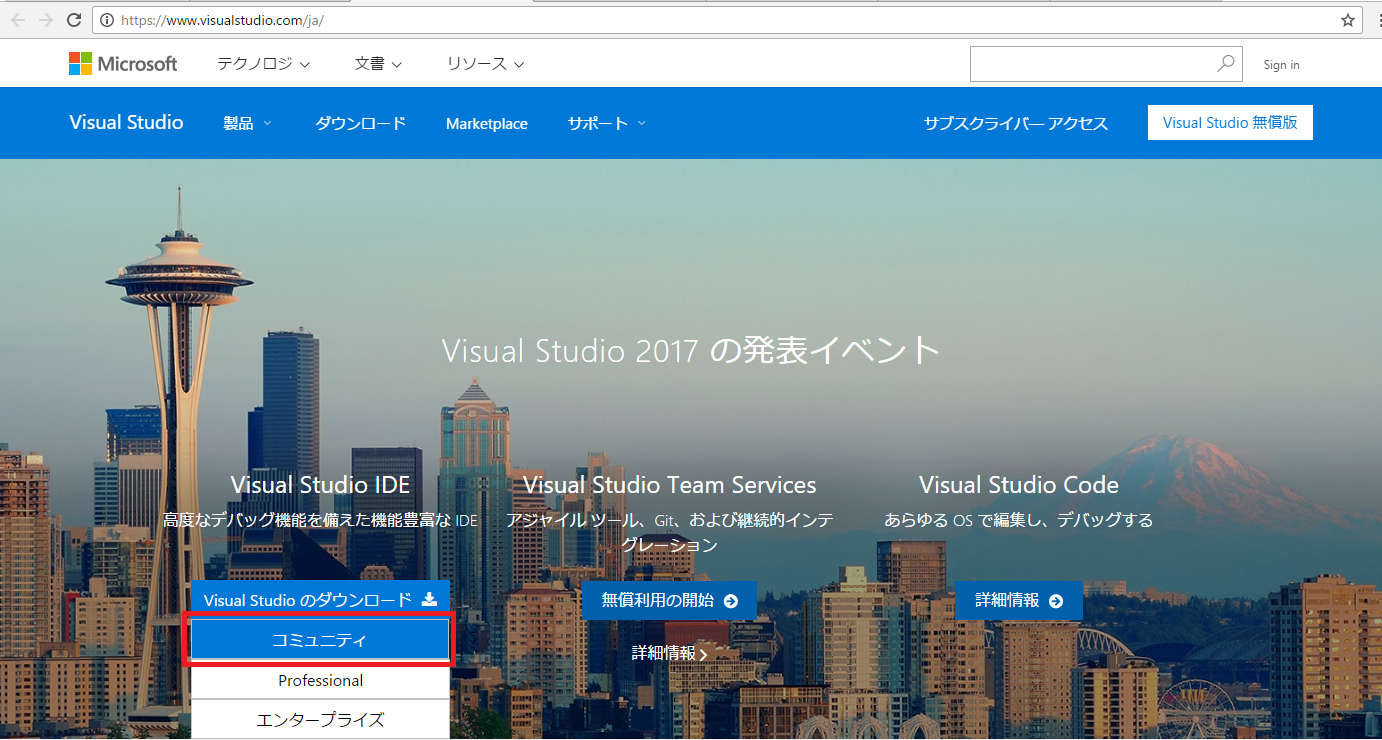 https://www.visualstudio.com/ja/
Microsoft テクノロジ 文書 リソース Sign in
Visual Studio 製品 ダウンロード Marketplace サポート サブスクライバー アクセス Visual Studio 無償版
Visual Studio 2017 の発表イベント
Visual Studio IDE
高度なデバッグ機能を備えた機能豊富な IDE
Visual Studio のダウンロード
コミュニティ
Professional
エンタープライズ
Visual Studio Team Services
アジャイル ツール、Git、および継続的インテ
グレーション
無償利用の開始
詳細情報
Visual Studio Code
あらゆる OS で編集し、デバッグする
詳細情報